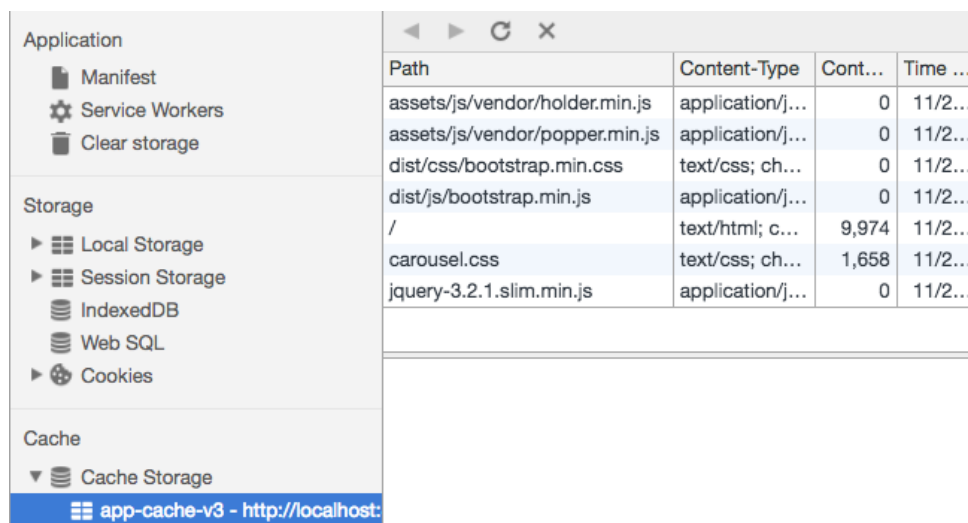 Application
Manifest
Service Workers
Clear storage
Storage
Local Storage
Session Storage
IndexedDB
Web SQL
Cookies
Cache
Cache Storage
app-cache-v3 - http://localhost:
Path Content-Type Cont... Time ...
assets/js/vendor/holder.min.js application/j... 0 11/2...
assets/js/vendor/popper.min.js application/j... 0 11/2...
dist/css/bootstrap.min.css text/css; ch... 0 11/2...
dist/js/bootstrap.min.js application/j... 0 11/2...
/ text/html; c... 9,974 11/2...
carousel.css text/css; ch... 1,658 11/2...
jquery-3.2.1.slim.min.js application/j... 0 11/2...